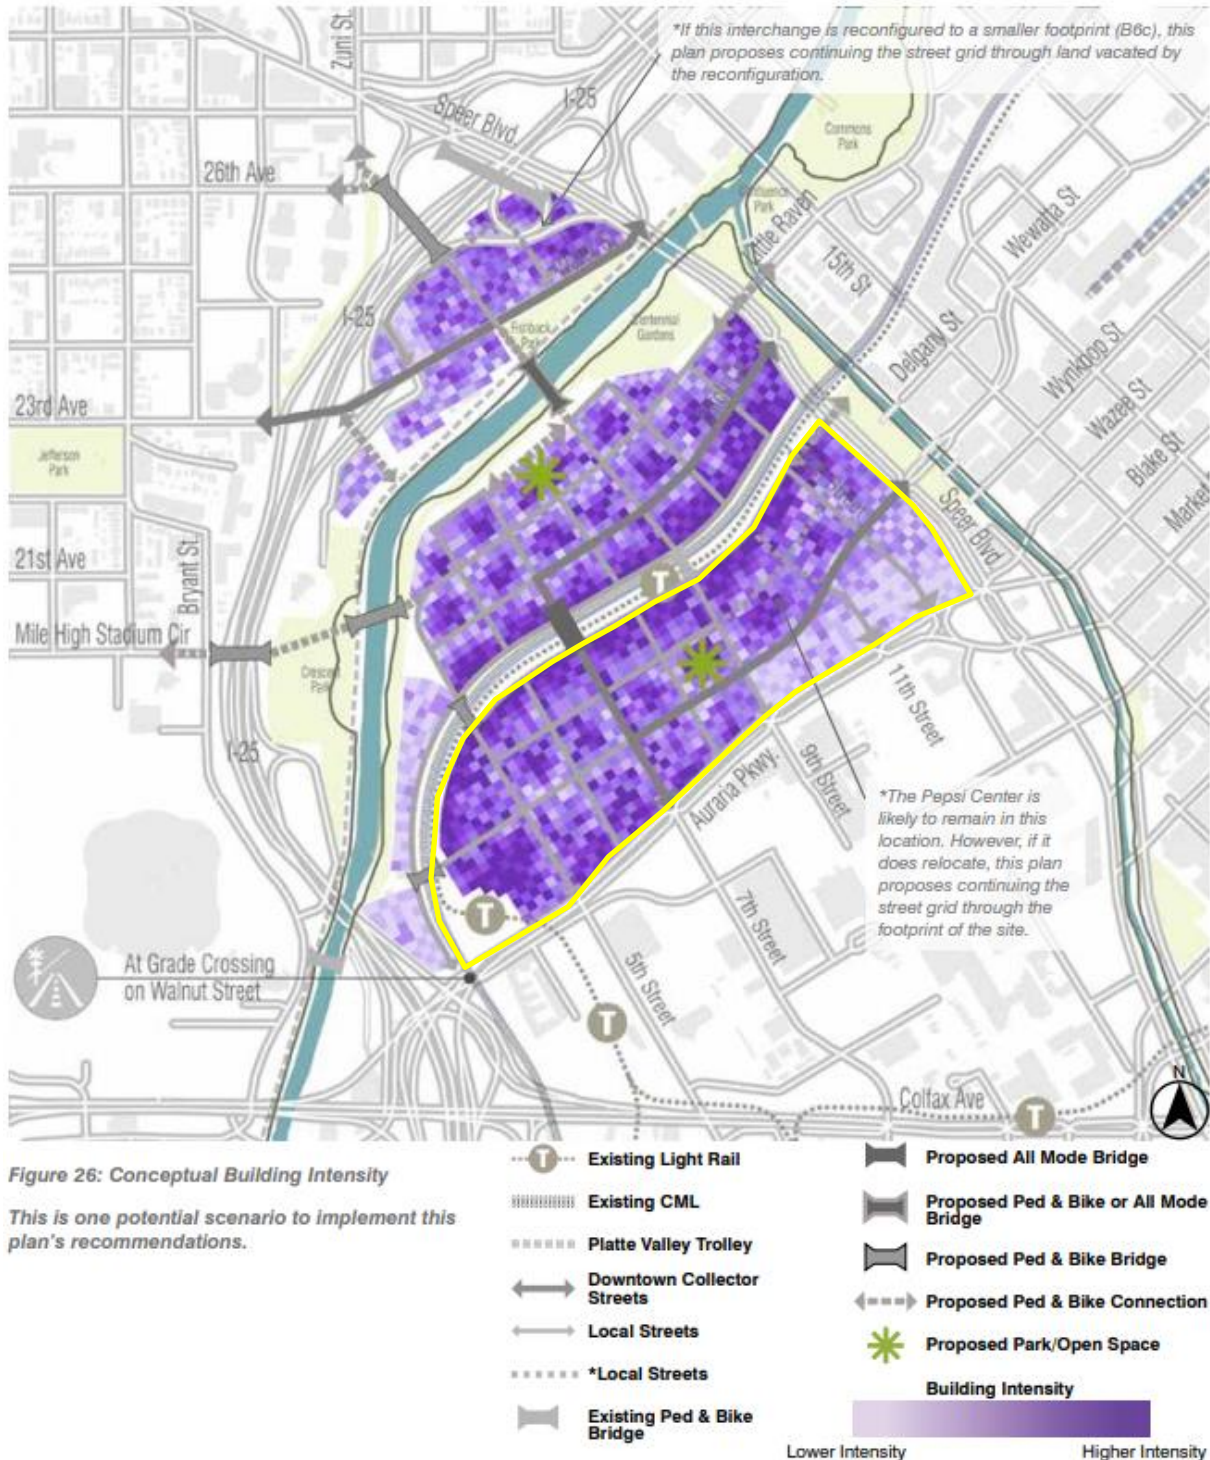 *If this interchange is reconfigured to a smaller footprint (B6c), this
plan proposes continuing the street grid through land vacated by
the reconfiguration.
Zuni St.
I-25
Speer Blvd.
Commons
Park
26th Ave
Wewatta St
Little Raven
15th St
I-25
Fishback
Park
Centennial
Gardens
Delgany St
Wynkoop St
23rd Ave
Wazee St
Jefferson
Park
Blake St
Market
Speer Blvd.
21st Ave
Bryant St.
T
Mile High Stadium Cir
Crescent
Park
11th Street
I-25
9th Street
Auraria Pkwy.
*The Pepsi Center is
likely to remain in this
location. However, if it
does relocate, this plan
proposes continuing the
street grid through the
footprint of the site.
T
7th Street
At Grade Crossing
on Walnut Street
5th Street
T
N
Colfax Ave
T
Figure 26: Conceptual Building Intensity
This is one potential scenario to implement this
plan's recommendations.
T
Existing Light Rail
Existing CML
Platte Valley Trolley
Downtown Collector
Streets
Local Streets
*Local Streets
Existing Ped & Bike
Bridge
Proposed All Mode Bridge
Proposed Ped & Bike or All Mode
Bridge
Proposed Ped & Bike Bridge
Proposed Ped & Bike Connection
Proposed Park/Open Space
Building Intensity
Lower Intensity
Higher Intensity